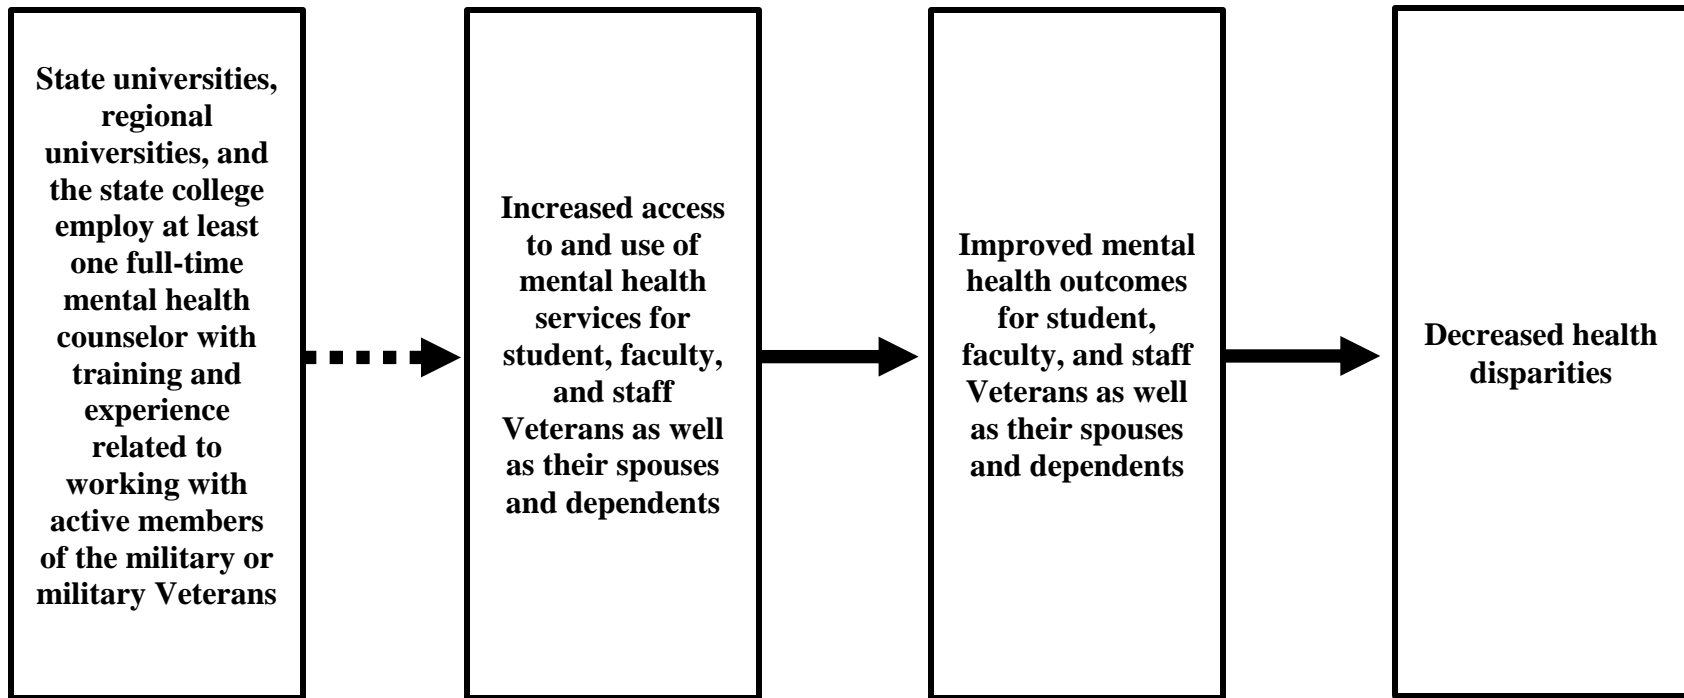 State universities,
regional
universities, and
the state college
employ at least
one full-time
mental health
counselor with
training and
experience
related to
working with
active members
of the military or
military Veterans
Increased access
to and use of
mental health
services for
student, faculty,
and staff
Veterans as well
as their spouses
and dependents
Improved mental
health outcomes
for student,
faculty, and staff
Veterans as well
as their spouses
and dependents
Decreased health
disparities